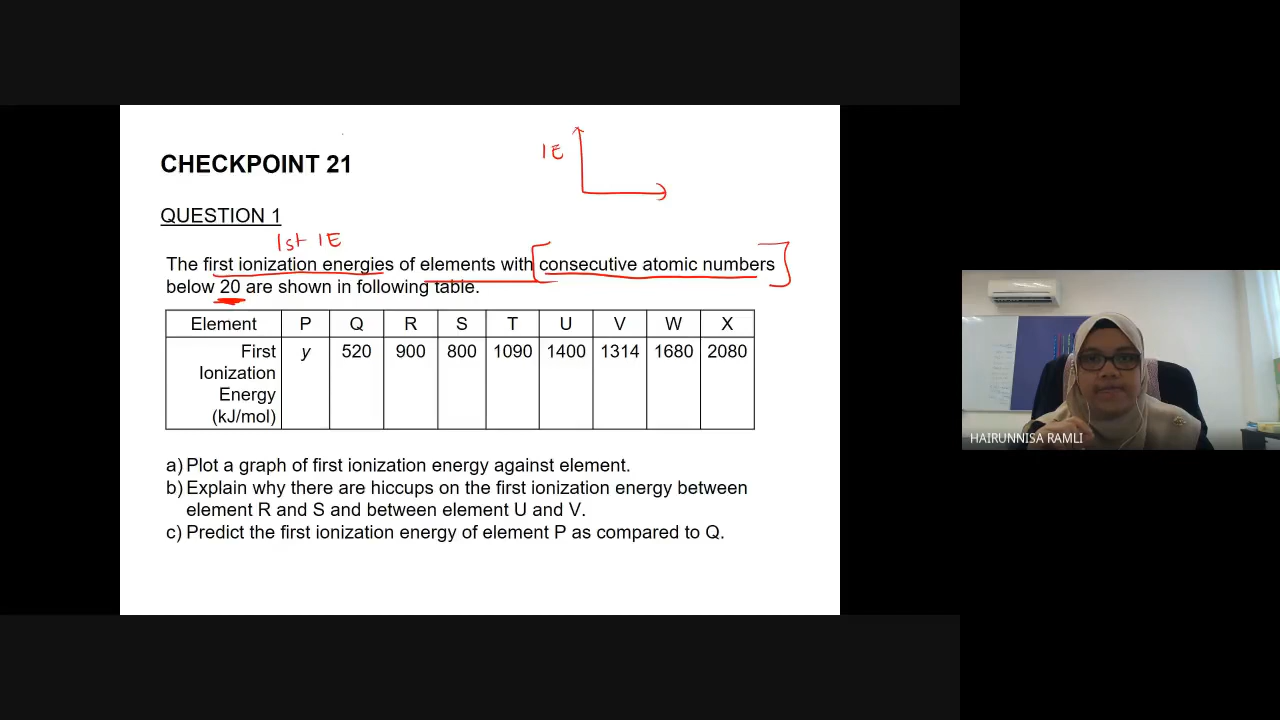 IE
CHECKPOINT 21
QUESTION 1
1st IE
The first ionization energies of elements with consecutive atomic numbers
below 20 are shown in following table.
Element P Q R S T U V W X
First y 520 900 800 1090 1400 1314 1680 2080
Ionization
Energy
(kJ/mol)
HAIRUNNISA RAMLI
a) Plot a graph of first ionization energy against element.
b) Explain why there are hiccups on the first ionization energy between
element R and S and between element U and V.
c) Predict the first ionization energy of element P as compared to Q.